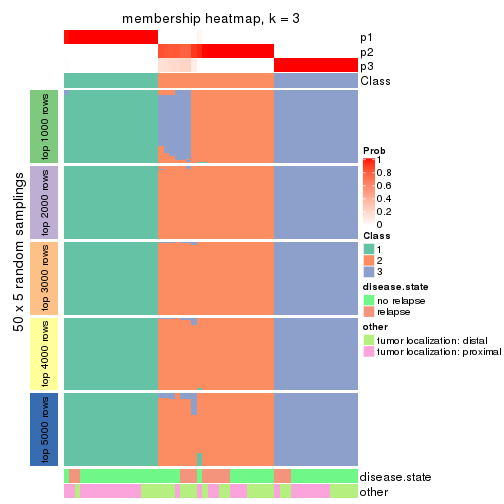 membership heatmap, k = 3
p1
p2
p3
Class
50 x 5 random samplings
top 1000 rows
top 2000 rows
top 3000 rows
top 4000 rows
top 5000 rows
Prob
1
0.8
0.6
0.4
0.2
0
Class
1
2
3
disease.state
no relapse
relapse
other
tumor localization: distal
tumor localization: proximal
disease.state
other